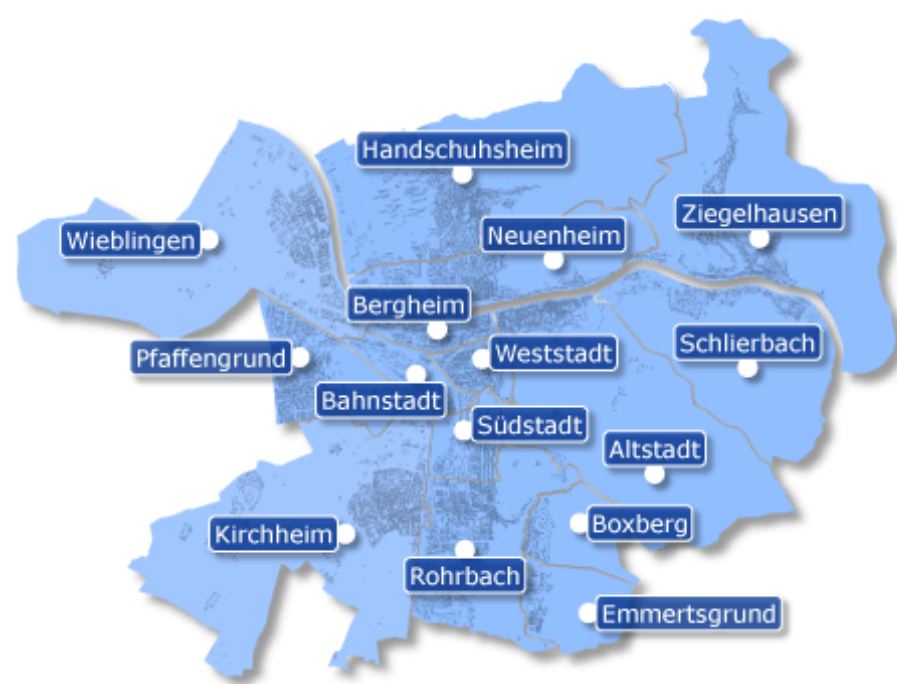 Handschuhsheim
Ziegelhausen
Neuenheim
Wieblingen
Bergheim
Schlierbach
Pfaffengrund
Weststadt
Bahnstadt
Südstadt
Altstadt
Boxberg
Kirchheim
Rohrbach
Emmertsgrund